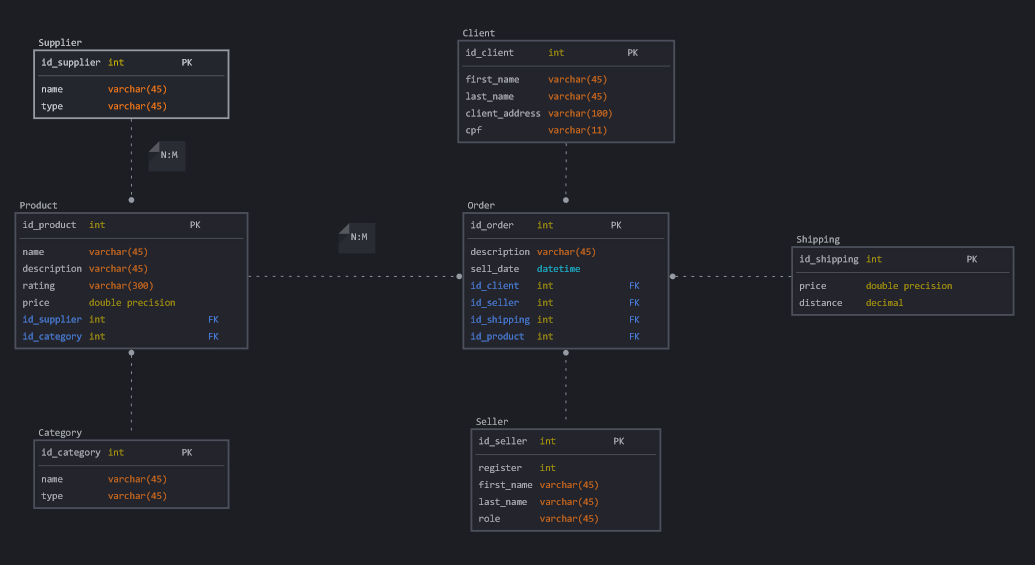 Supplier
id_supplier int PK
name varchar(45)
type varchar(45)
N:M
Client
id_client int PK
first_name varchar(45)
last_name varchar(45)
client_address varchar(100)
cpf varchar(11)
Product
id_product int PK
name varchar(45)
description varchar(45)
rating varchar(300)
price double precision
id_supplier int FK
id_category int FK
N:M
Order
id_order int PK
description varchar(45)
sell_date datetime
id_client int FK
id_seller int FK
id_shipping int FK
id_product int FK
Shipping
id_shipping int PK
price double precision
distance decimal
Category
id_category int PK
name varchar(45)
type varchar(45)
Seller
id_seller int PK
register int
first_name varchar(45)
last_name varchar(45)
role varchar(45)